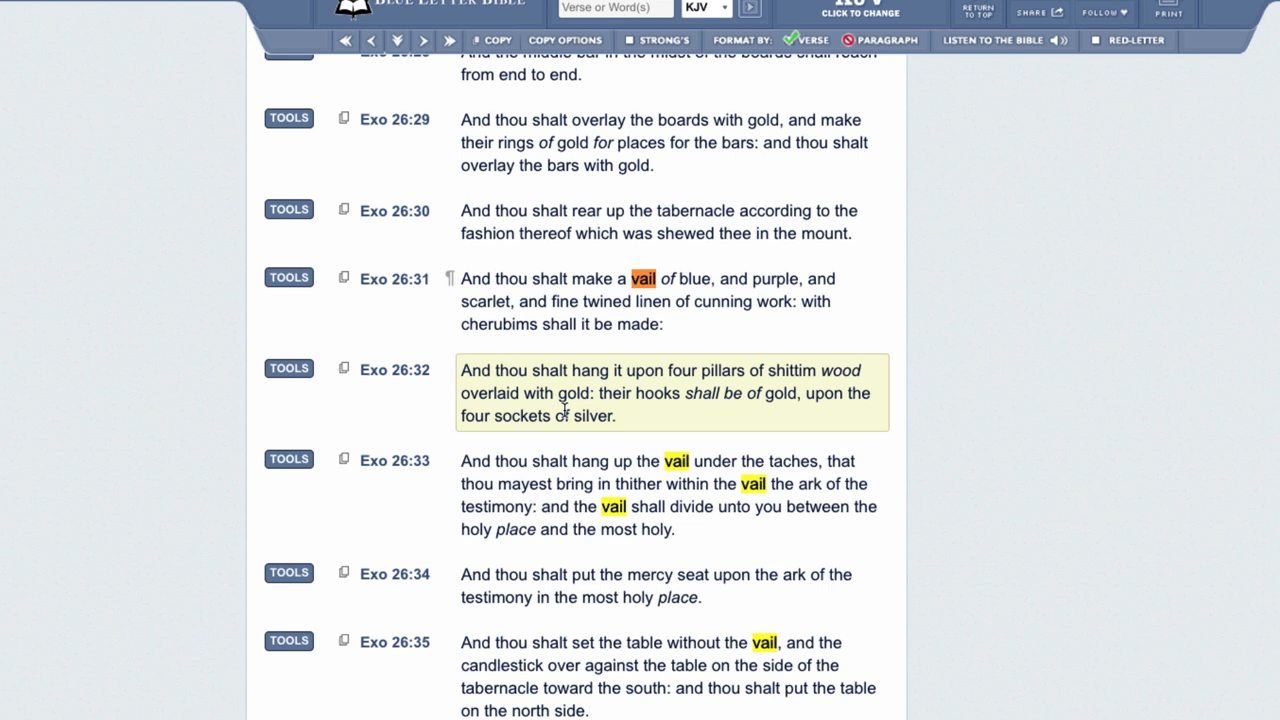 BLUE LETTER BIBLE
Verse or Word(s)
KJV
CLICK TO CHANGE
RETURN
TO TOP
SHARE
FOLLOW
PRINT
COPY
COPY OPTIONS
STRONG'S
FORMAT BY:
VERSE
PARAGRAPH
LISTEN TO THE BIBLE
RED-LETTER
from end to end.
TOOLS
Exo 26:29
And thou shalt overlay the boards with gold, and make
their rings of gold for places for the bars: and thou shalt
overlay the bars with gold.
TOOLS
Exo 26:30
And thou shalt rear up the tabernacle according to the
fashion thereof which was shewed thee in the mount.
TOOLS
Exo 26:31
¶ And thou shalt make a vail of blue, and purple, and
scarlet, and fine twined linen of cunning work: with
cherubims shall it be made:
TOOLS
Exo 26:32
And thou shalt hang it upon four pillars of shittim wood
overlaid with gold: their hooks shall be of gold, upon the
four sockets of silver.
TOOLS
Exo 26:33
And thou shalt hang up the vail under the taches, that
thou mayest bring in thither within the vail the ark of the
testimony: and the vail shall divide unto you between the
holy place and the most holy.
TOOLS
Exo 26:34
And thou shalt put the mercy seat upon the ark of the
testimony in the most holy place.
TOOLS
Exo 26:35
And thou shalt set the table without the vail, and the
candlestick over against the table on the side of the
tabernacle toward the south: and thou shalt put the table
on the north side.